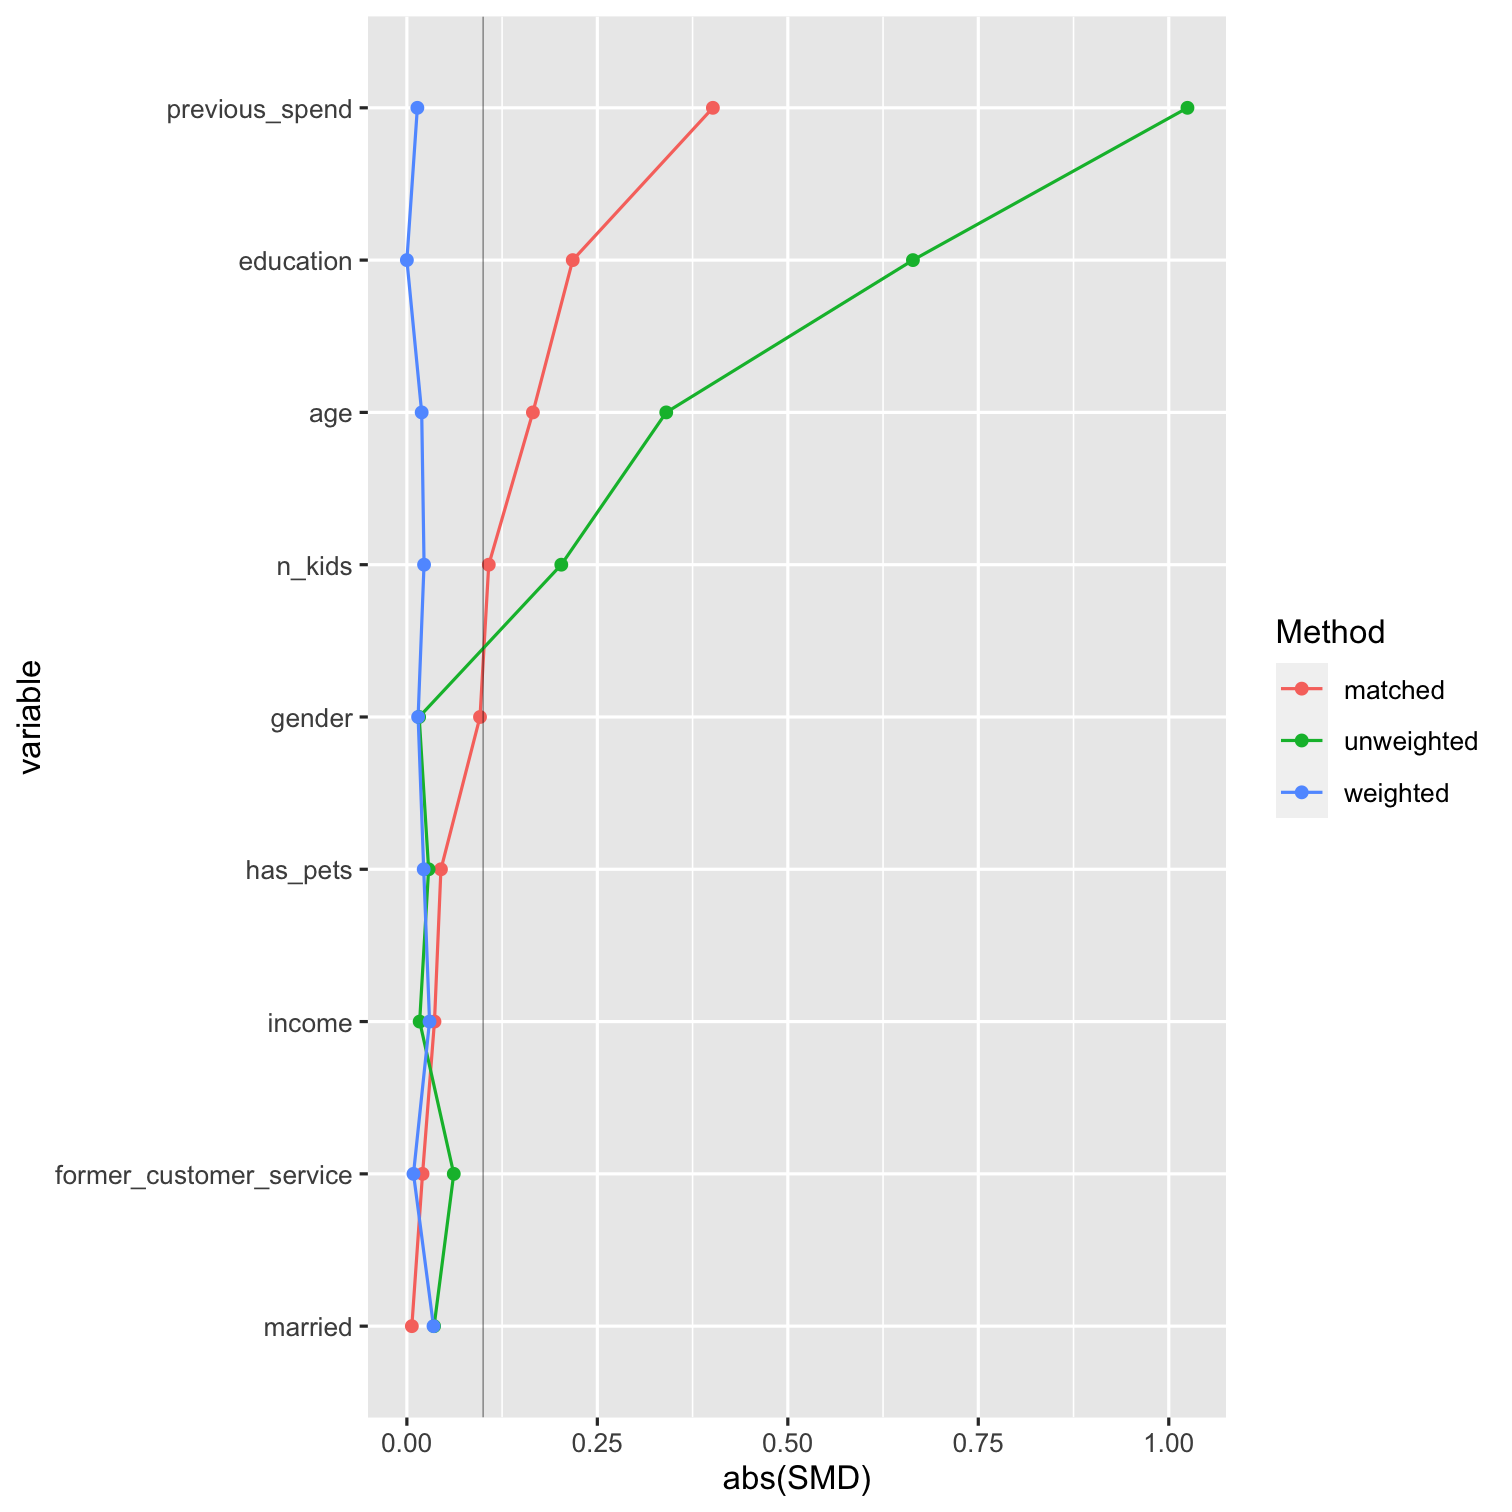 previous_spend
education
age
n_kids
gender
has_pets
income
former_customer_service
married
variable
0.00 0.25 0.50 0.75 1.00
abs(SMD)
Method
matched
unweighted
weighted